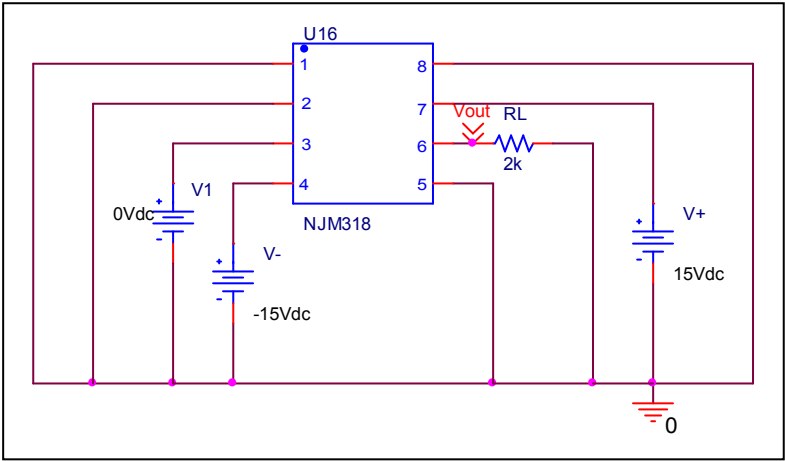 U16
1
8
2
7
Vout
RL
3
6
2k
4
5
V1
0Vdc
NJM318
V+
V-
15Vdc
-15Vdc
+
-
+
-
+
-
0